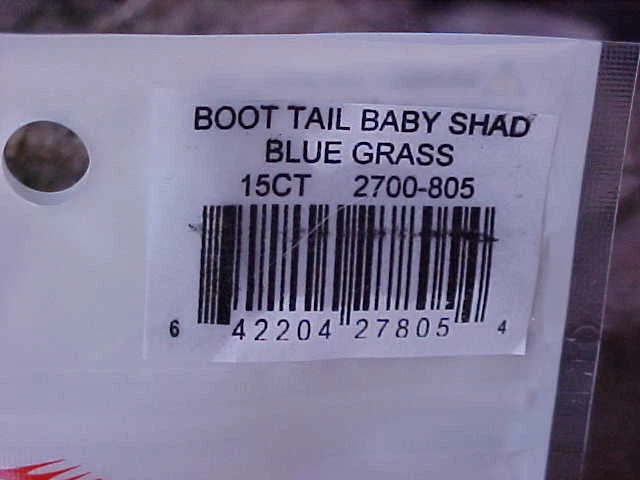 BOOT TAIL BABY SHAD
BLUE GRASS
15CT 2700-805
6 42204 27805 4